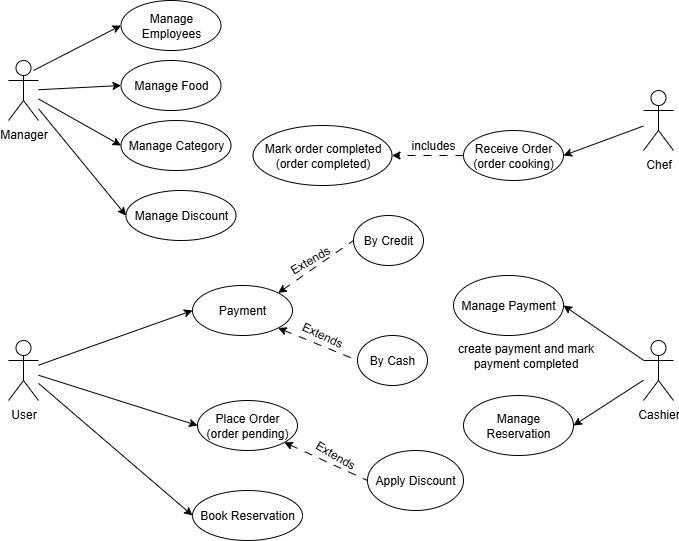 Manage
Employees
Manage Food
Manager
Manage Category
Manage Discount
Mark order completed
(order completed)
includes
Receive Order
(order cooking)
Chef
By Credit
Extends
Payment
Extends
By Cash
User
Place Order
(order pending)
Extends
Apply Discount
Book Reservation
Manage Payment
create payment and mark
payment completed
Cashier
Manage
Reservation